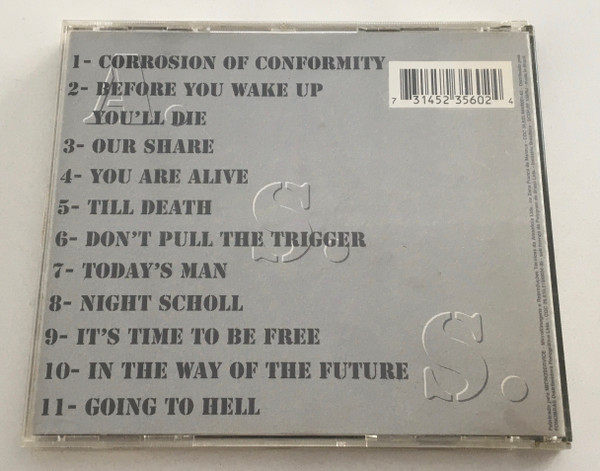 1- CORROSION OF CONFORMITY
2- BEFORE YOU WAKE UP
YOU'LL DIE
3- OUR SHARE
4- YOU ARE ALIVE
5- TILL DEATH
6- DON'T PULL THE TRIGGER
7- TODAY'S MAN
8- NIGHT SCHOLL
9- IT'S TIME TO BE FREE
10- IN THE WAY OF THE FUTURE
11- GOING TO HELL
A.
S.
S.
7 31452 35602 4